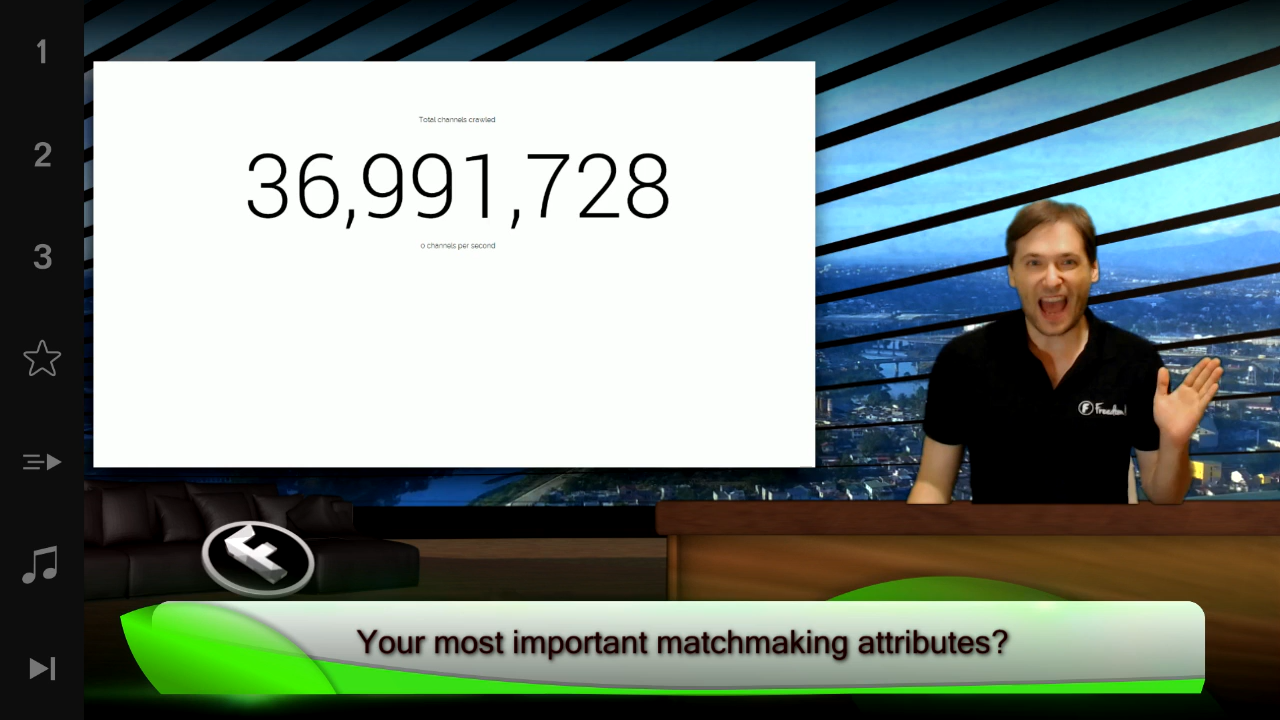 1
2
3
Total channels crawled
36,991,728
0 channels per second
Freedom!
Your most important matchmaking attributes?